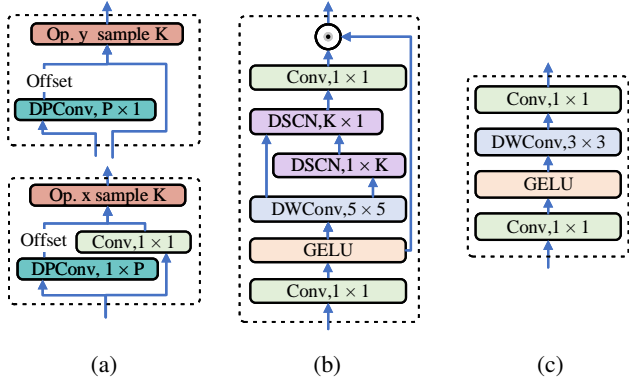 Op. y sample K
Offset
DPConv, P × 1
Op. x sample K
Offset
Conv,1 × 1
DPConv, 1 × P
(a)
Conv,1 × 1
DSCN,K × 1
DSCN,1 × K
DWConv,5 × 5
GELU
Conv,1 × 1
(b)
Conv,1 × 1
DWConv,3 × 3
GELU
Conv,1 × 1
(c)